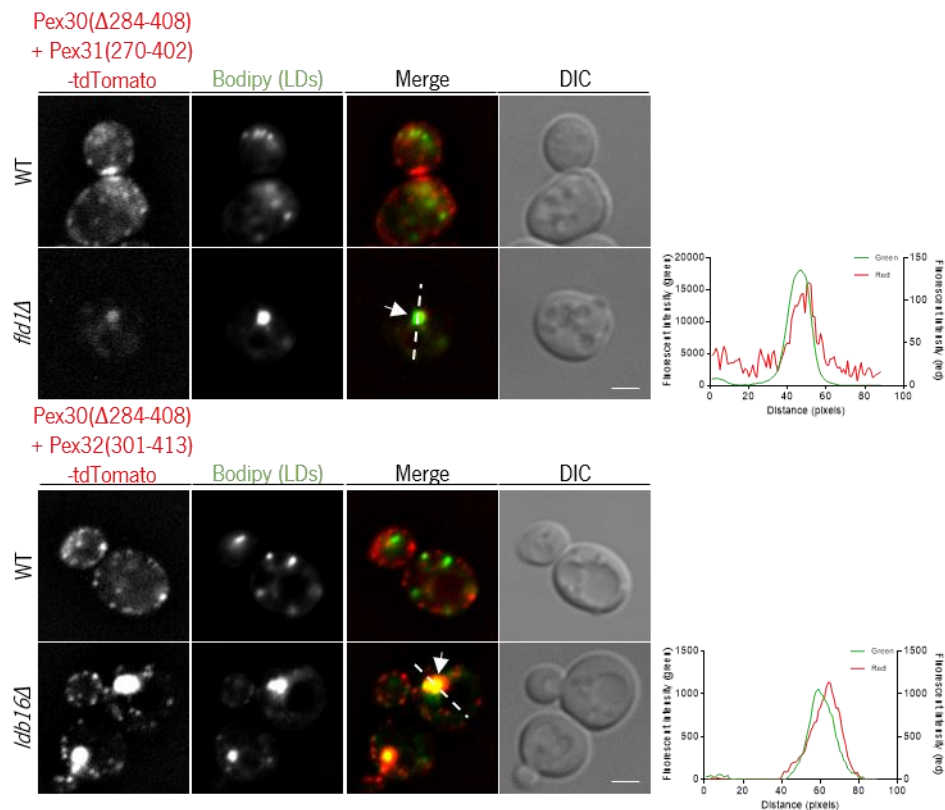 Pex30(Δ284-408)
+ Pex31(270-402)
-tdTomato Bodipy (LDs) Merge DIC
WT
fld1Δ
20000
15000
10000
5000
0
Fluorescent Intensity (green)
Green
Red
150
100
50
0
Fluorescent Intensity (red)
0 20 40 60 80 100
Distance (pixels)
Pex30(Δ284-408)
+ Pex32(301-413)
-tdTomato Bodipy (LDs) Merge DIC
WT
ldb16Δ
1500
1000
500
0
Fluorescent Intensity (green)
Green
Red
1500
1000
500
0
Fluorescent Intensity (red)
0 20 40 60 80 100
Distance (pixels)